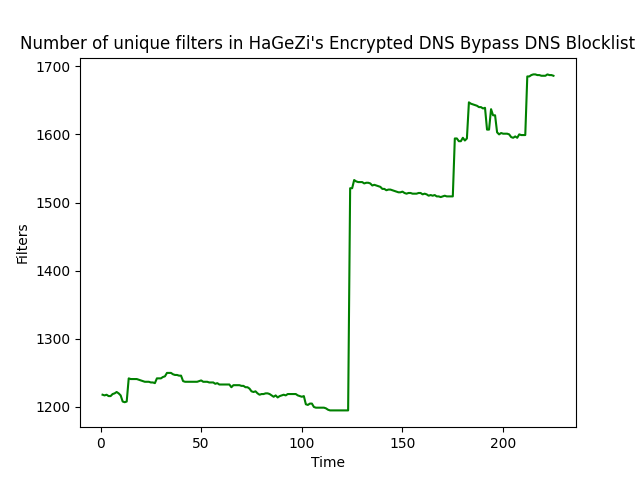 Number of unique filters in HaGeZi's Encrypted DNS Bypass DNS Blocklist
1700
1600
1500
1400
1300
1200
Filters
0 50 100 150 200
Time